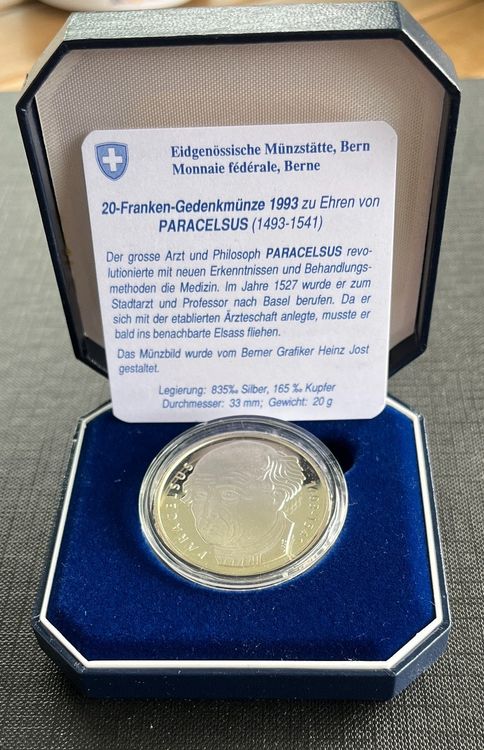 Eidgenössische Münzstätte, Bern
Monnaie fédérale, Berne
20-Franken-Gedenkmünze 1993 zu Ehren von
PARACELSUS (1493-1541)
Der grosse Arzt und Philosoph PARACELSUS revo-
lutionierte mit neuen Erkenntnissen und Behandlungs-
methoden die Medizin. Im Jahre 1527 wurde er zum
Stadtarzt und Professor nach Basel berufen. Da er
sich mit der etablierten Ärzteschaft anlegte, musste er
bald ins benachbarte Elsass fliehen.
Das Münzbild wurde vom Berner Grafiker Heinz Jost
gestaltet.
Legierung: 835‰ Silber, 165 ‰ Kupfer
Durchmesser: 33 mm; Gewicht: 20 g
PARACELSUS